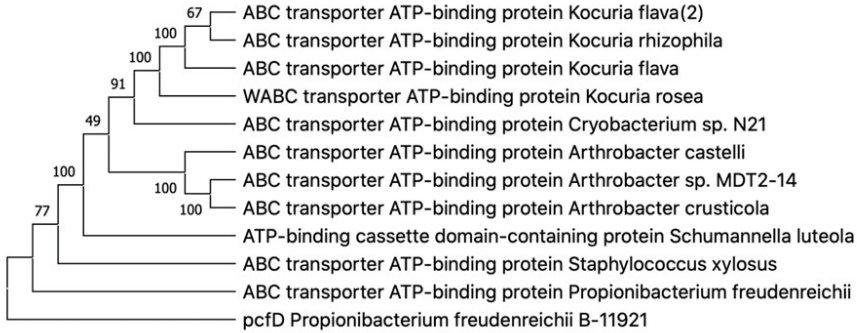 67
ABC transporter ATP-binding protein Kocuria flava(2)
100
ABC transporter ATP-binding protein Kocuria rhizophila
100
ABC transporter ATP-binding protein Kocuria flava
91
WABC transporter ATP-binding protein Kocuria rosea
49
ABC transporter ATP-binding protein Cryobacterium sp. N21
ABC transporter ATP-binding protein Arthrobacter castelli
100
100
ABC transporter ATP-binding protein Arthrobacter sp. MDT2-14
100
ABC transporter ATP-binding protein Arthrobacter crusticola
77
ATP-binding cassette domain-containing protein Schumannella luteola
ABC transporter ATP-binding protein Staphylococcus xylosus
ABC transporter ATP-binding protein Propionibacterium freudenreichii
pcfD Propionibacterium freudenreichii B-11921